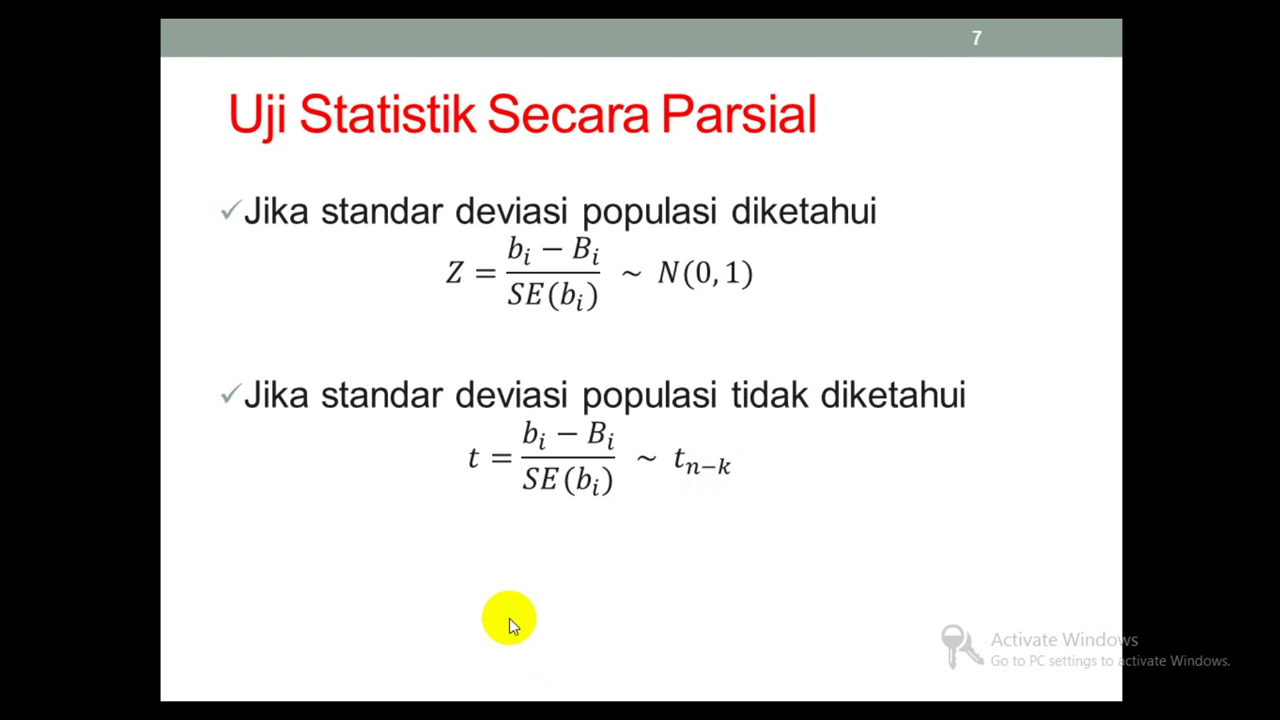 7
Uji Statistik Secara Parsial
✓Jika standar deviasi populasi diketahui
Z = (b_i − B_i) / SE(b_i) ~ N(0, 1)
✓Jika standar deviasi populasi tidak diketahui
t = (b_i − B_i) / SE(b_i) ~ t_{n−k}
Activate Windows
Go to PC settings to activate Windows.